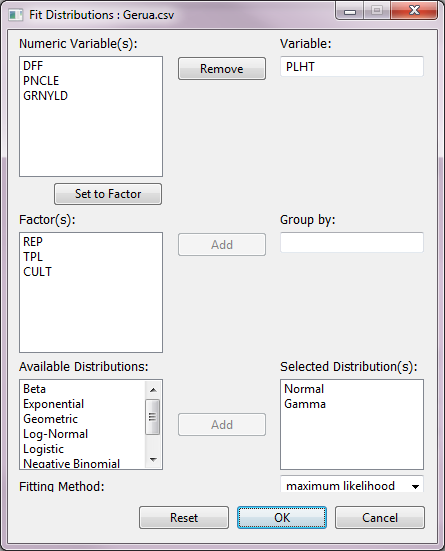 Fit Distributions : Gerua.csv
Numeric Variable(s):
Variable:
DFF
PNCLE
GRNYLD
Remove
PLHT
Set to Factor
Factor(s):
Group by:
REP
TPL
CULT
Add
Available Distributions:
Selected Distribution(s):
Beta
Exponential
Geometric
Log-Normal
Logistic
Negative Binomial
Add
Normal
Gamma
Fitting Method:
maximum likelihood
Reset
OK
Cancel